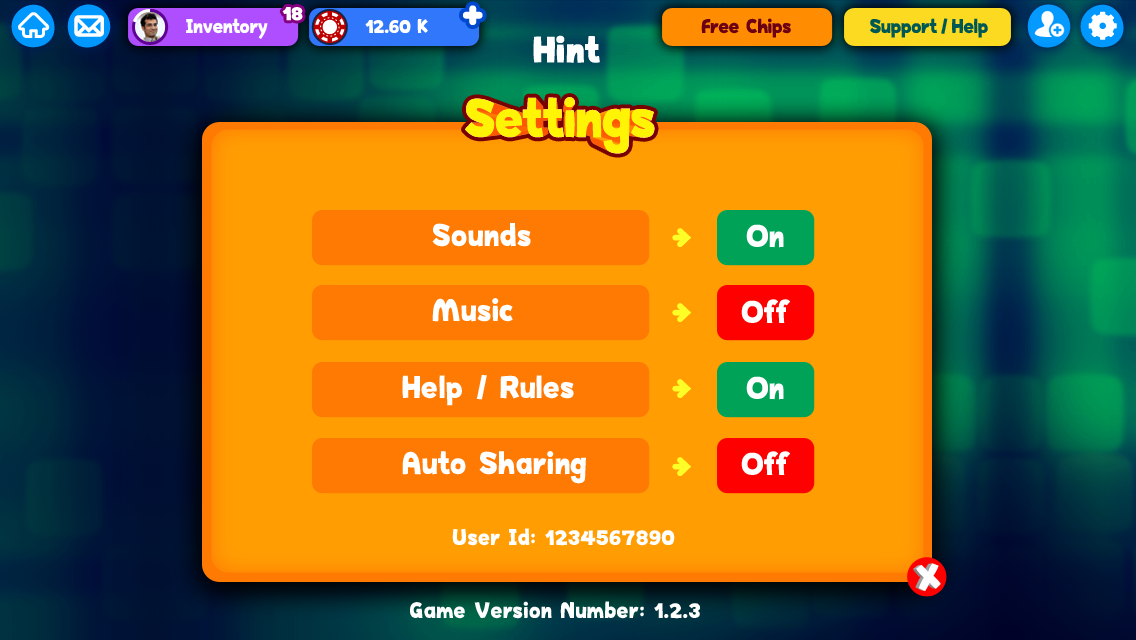 Inventory
18
12.60 K
Free Chips
Support / Help
Hint
Settings
Sounds
On
Music
Off
Help / Rules
On
Auto Sharing
Off
User Id: 1234567890
X
Game Version Number: 1.2.3